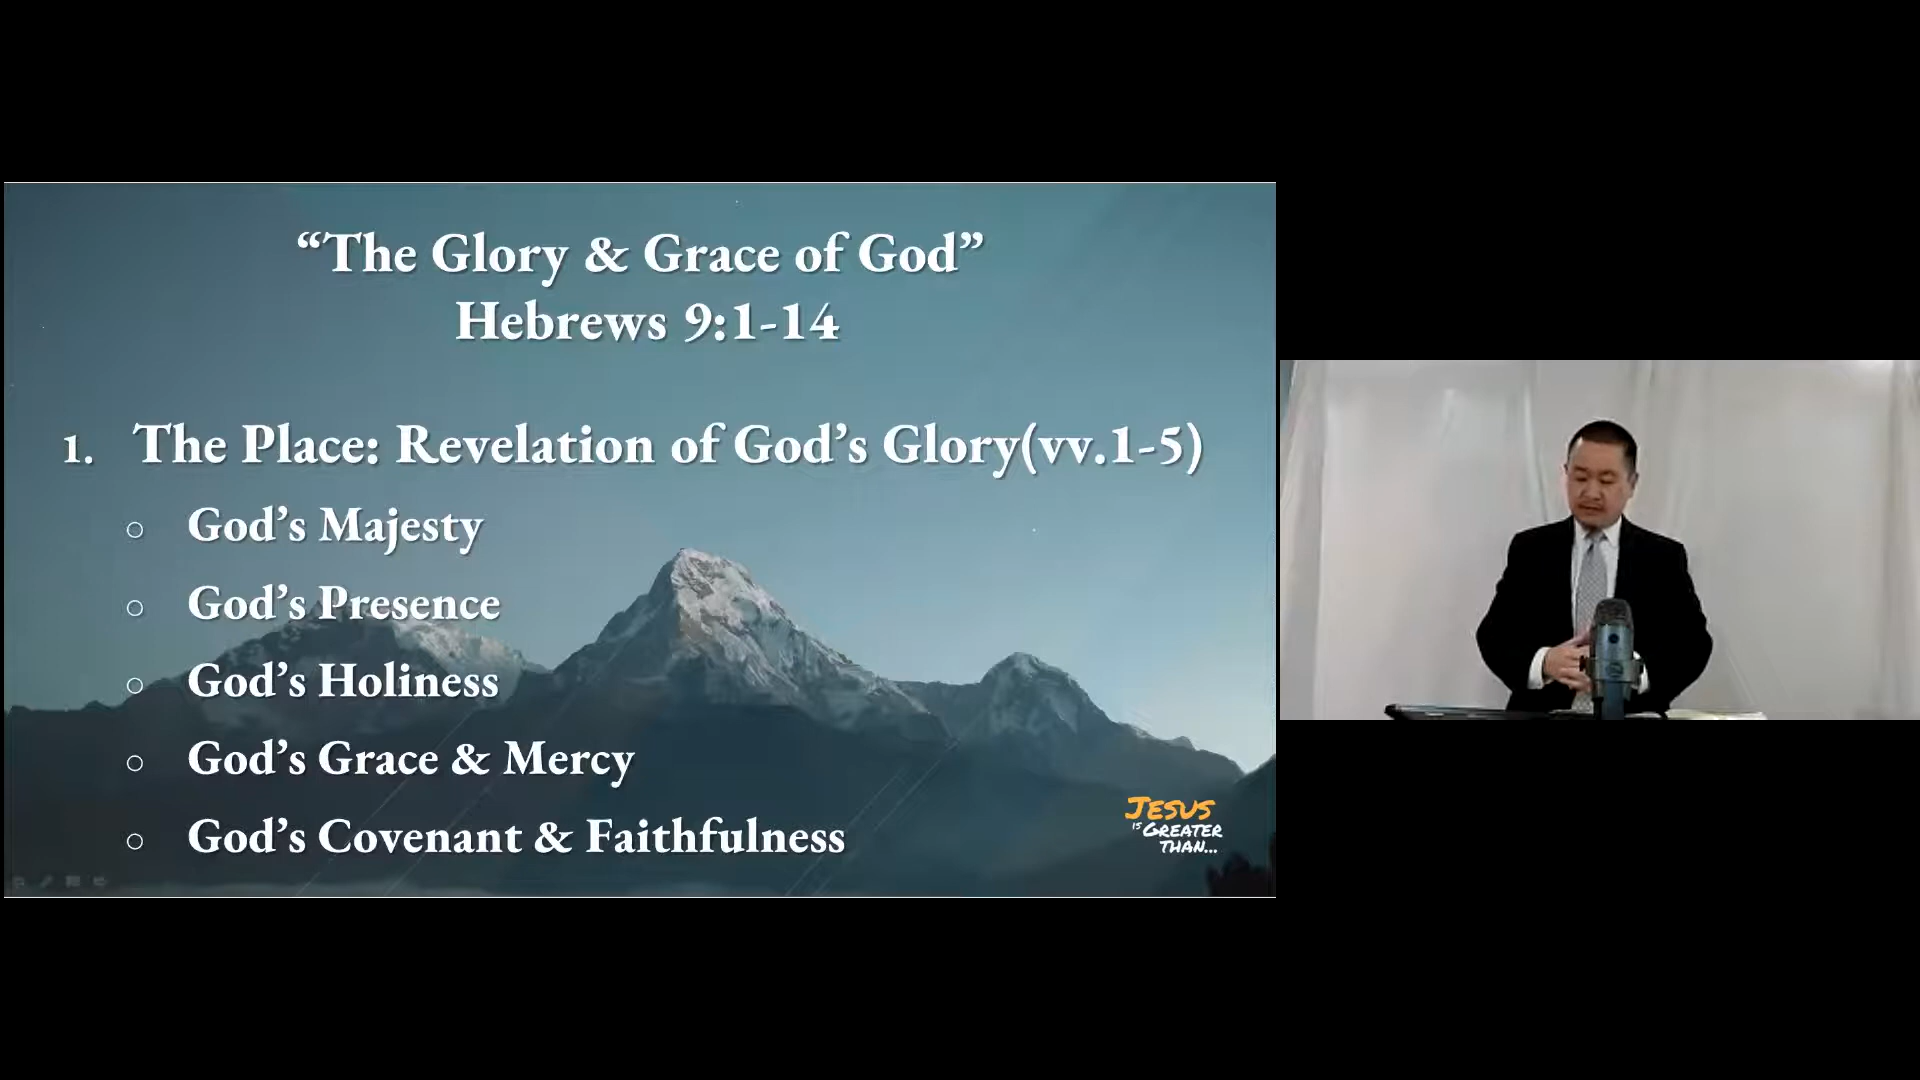 “The Glory & Grace of God”
Hebrews 9:1-14
1. The Place: Revelation of God’s Glory(vv.1-5)
○ God’s Majesty
○ God’s Presence
○ God’s Holiness
○ God’s Grace & Mercy
○ God’s Covenant & Faithfulness
JESUS
IS GREATER
THAN...